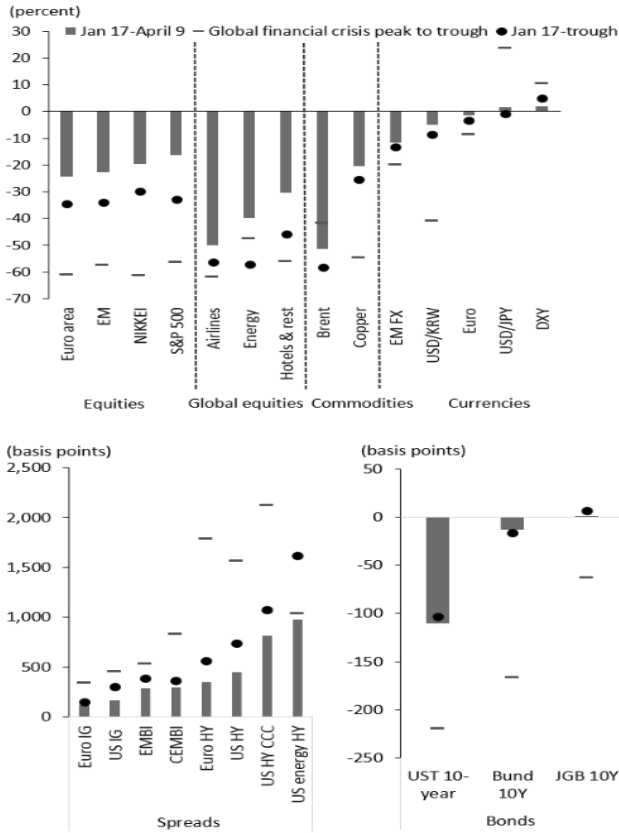 (percent)
Jan 17-April 9 Global financial crisis peak to trough Jan 17-trough
30
20
10
0
-10
-20
-30
-40
-50
-60
-70
Euro area
EM
NIKKEI
S&P 500
Airlines
Energy
Hotels & rest
Brent
Copper
EM FX
USD/KRW
Euro
USD/JPY
DXY
Equities Global equities Commodities Currencies
(basis points)
2,500
2,000
1,500
1,000
500
0
Euro IG
US IG
EMBI
CEMBI
Euro HY
US HY
US HY CCC
US energy HY
Spreads
(basis points)
50
0
-50
-100
-150
-200
-250
UST 10-
year
Bund
10Y
JGB 10Y
Bonds